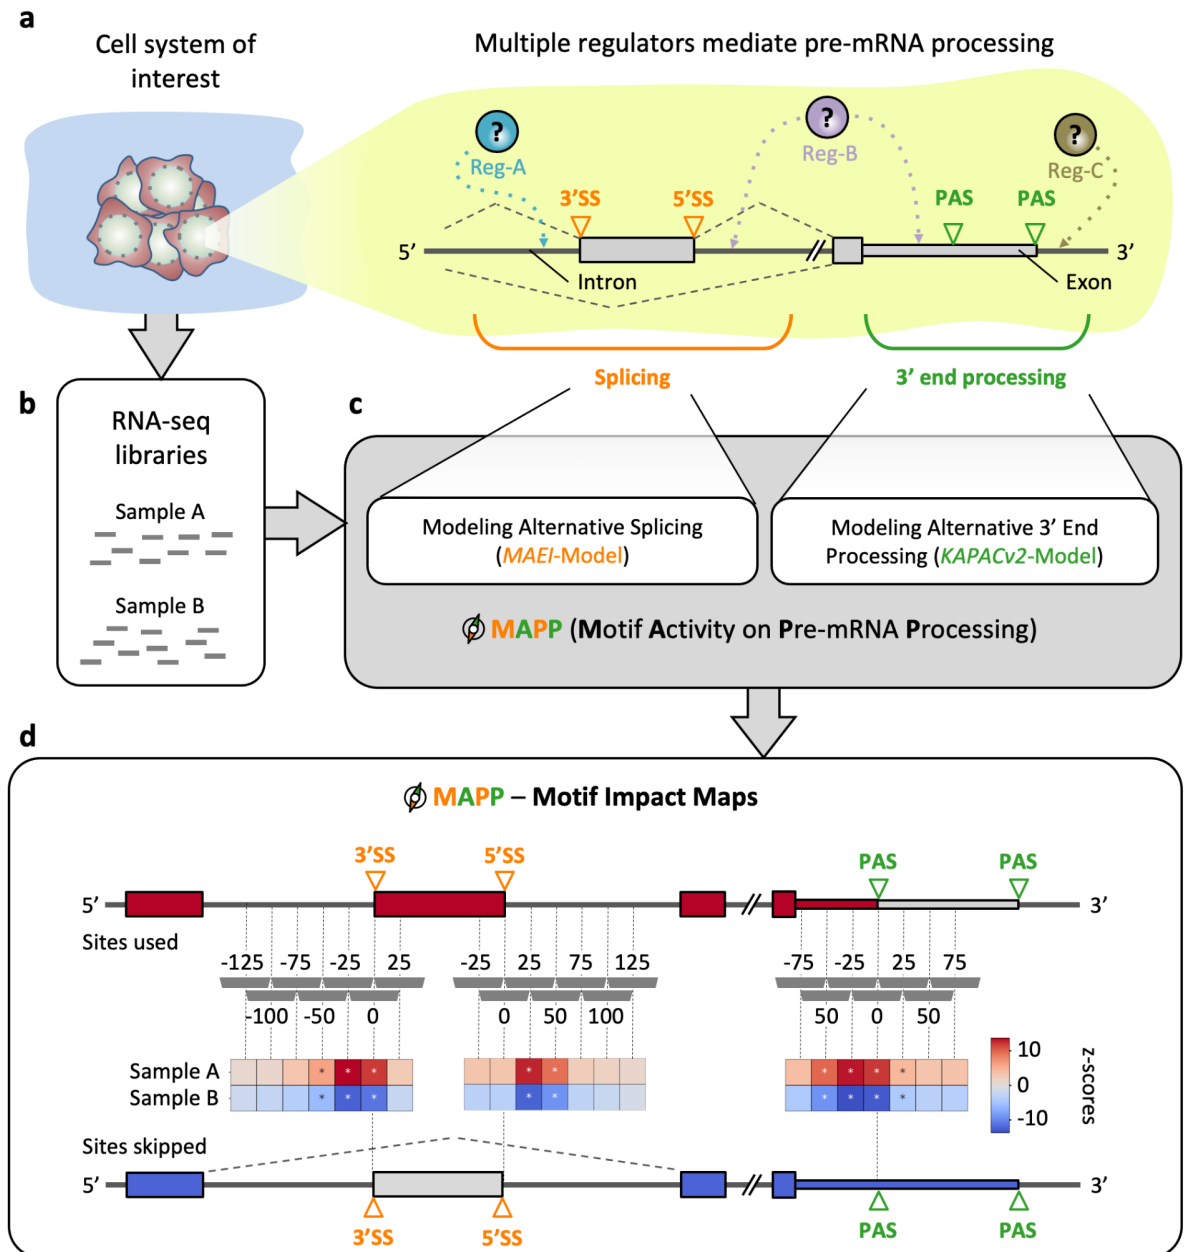 a
Cell system of
interest
Multiple regulators mediate pre-mRNA processing
?
Reg-A
?
Reg-B
?
Reg-C
3'SS
5'SS
PAS
PAS
5'
3'
Intron
Exon
Splicing
3' end processing
b
RNA-seq
libraries
Sample A
Sample B
c
Modeling Alternative Splicing
(MAEI-Model)
Modeling Alternative 3' End
Processing (KAPACv2-Model)
MAPP (Motif Activity on Pre-mRNA Processing)
d
MAPP – Motif Impact Maps
3'SS
5'SS
PAS
PAS
5'
3'
Sites used
-125 -75 -25 25
-25 25 75 125
-75 -25 25 75
-100 -50 0
0 50 100
50 0 50
Sample A
* * *
* *
* * * *
Sample B
* * *
* *
* * * *
10
0
-10
z-scores
Sites skipped
5'
3'
3'SS
5'SS
PAS
PAS